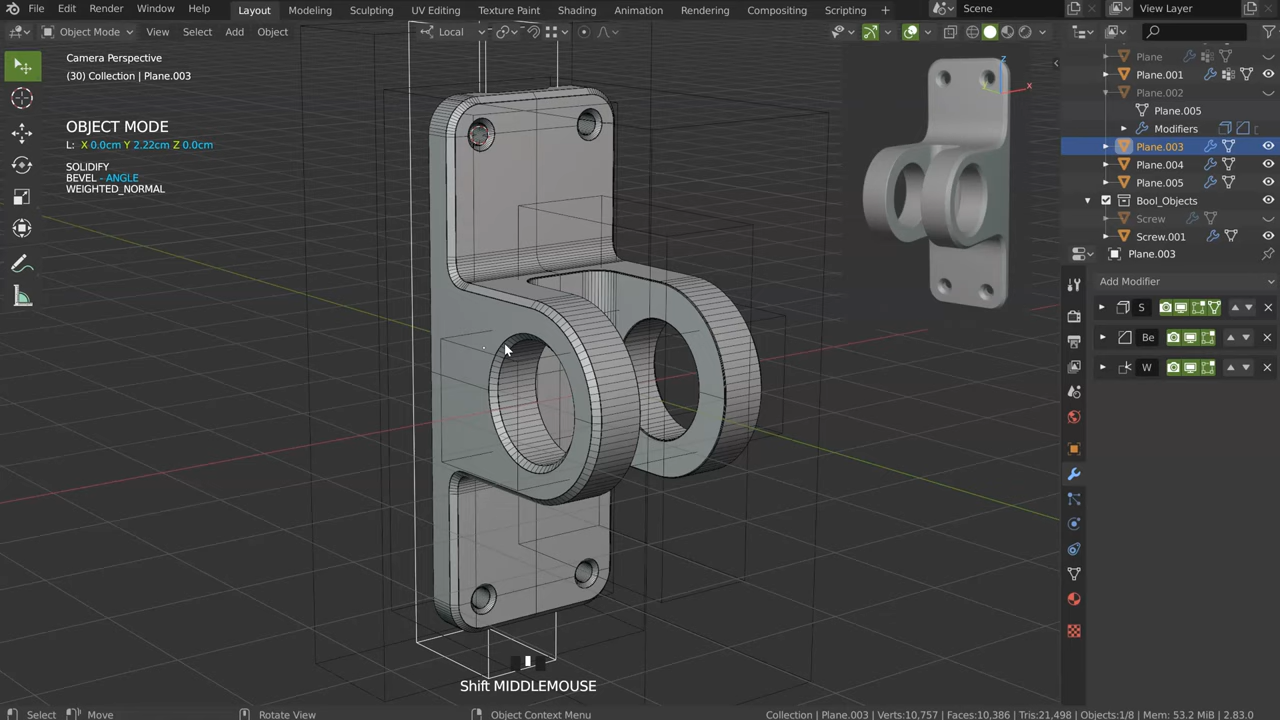 File Edit Render Window Help Layout Modeling Sculpting UV Editing Texture Paint Shading Animation Rendering Compositing Scripting + Scene View Layer
Object Mode View Select Add Object Local
Camera Perspective
(30) Collection | Plane.003
OBJECT MODE
L: X 0.0cm Y 2.22cm Z 0.0cm
SOLIDIFY
BEVEL - ANGLE
WEIGHTED_NORMAL
Z
X
Y
Plane
Plane.001
Plane.002
Plane.005
Modifiers
Plane.003
Plane.004
Plane.005
Bool_Objects
Screw
Screw.001
Plane.003
Add Modifier
S
Be
W
Shift MIDDLEMOUSE
Select Move Rotate View Object Context Menu Collection | Plane.003 | Verts:10,757 | Faces:10,386 | Tris:21,498 | Objects:1/8 | Mem: 53.2 MiB | 2.83.0